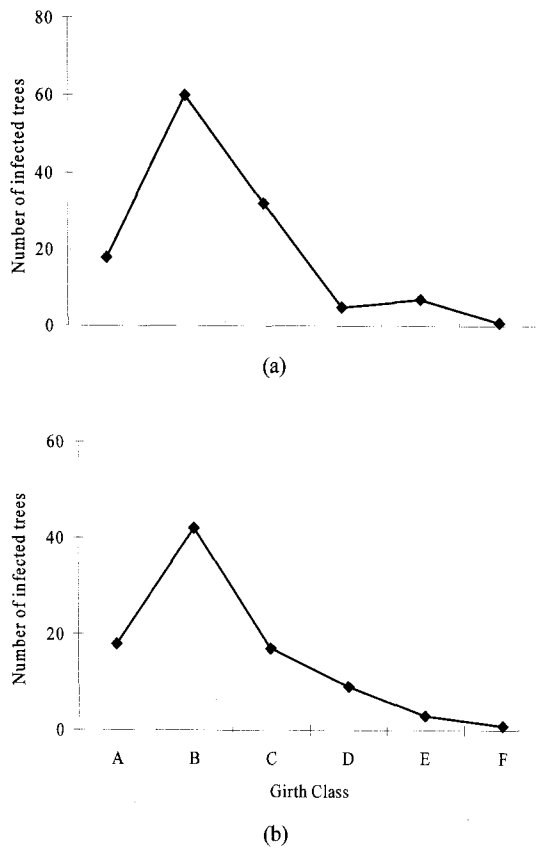 80
60
40
20
0
Number of infected trees
(a)
60
40
20
0
Number of infected trees
A B C D E F
Girth Class
(b)